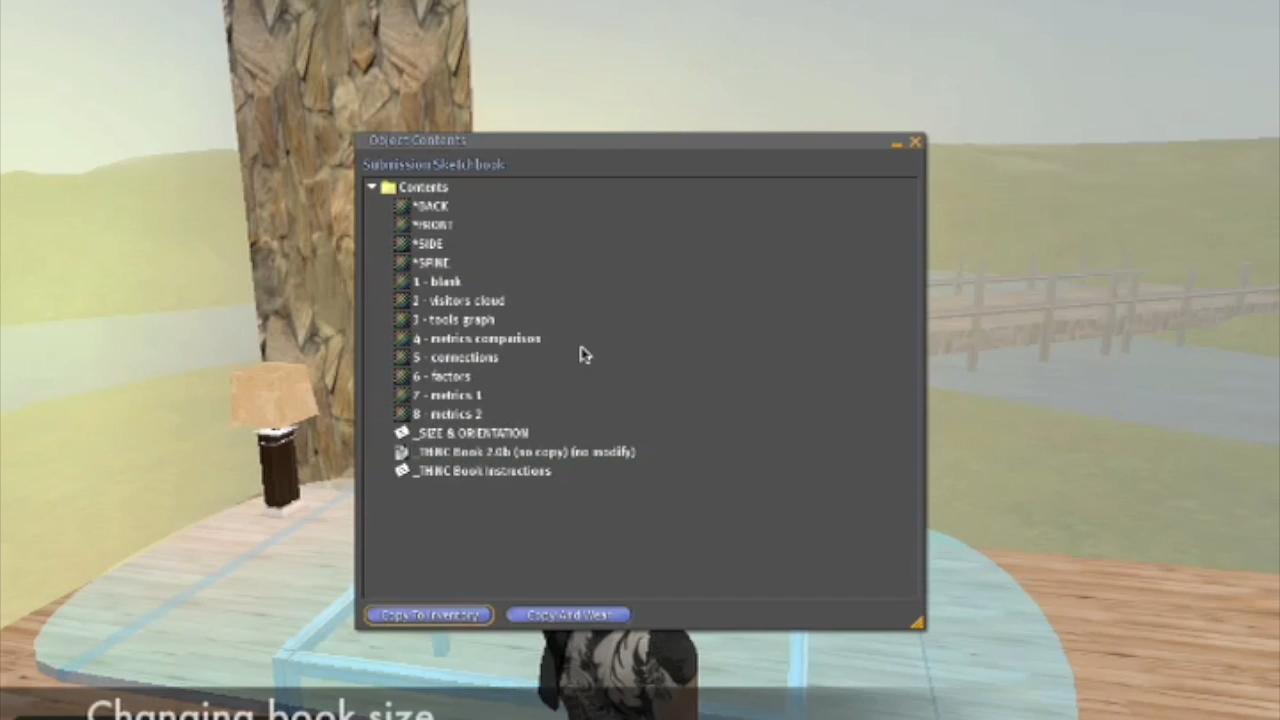 Object Contents
Submission Sketchbook
Contents
*BACK
*FRONT
*SIDE
*SPINE
1 - blank
2 - visitors cloud
3 - tools graph
4 - metrics comparison
5 - connections
6 - factors
7 - metrics 1
8 - metrics 2
_SIZE & ORIENTATION
_THINC Book 2.0b (no copy) (no modify)
_THINC Book Instructions
Copy To Inventory
Copy And Wear
Changing book size